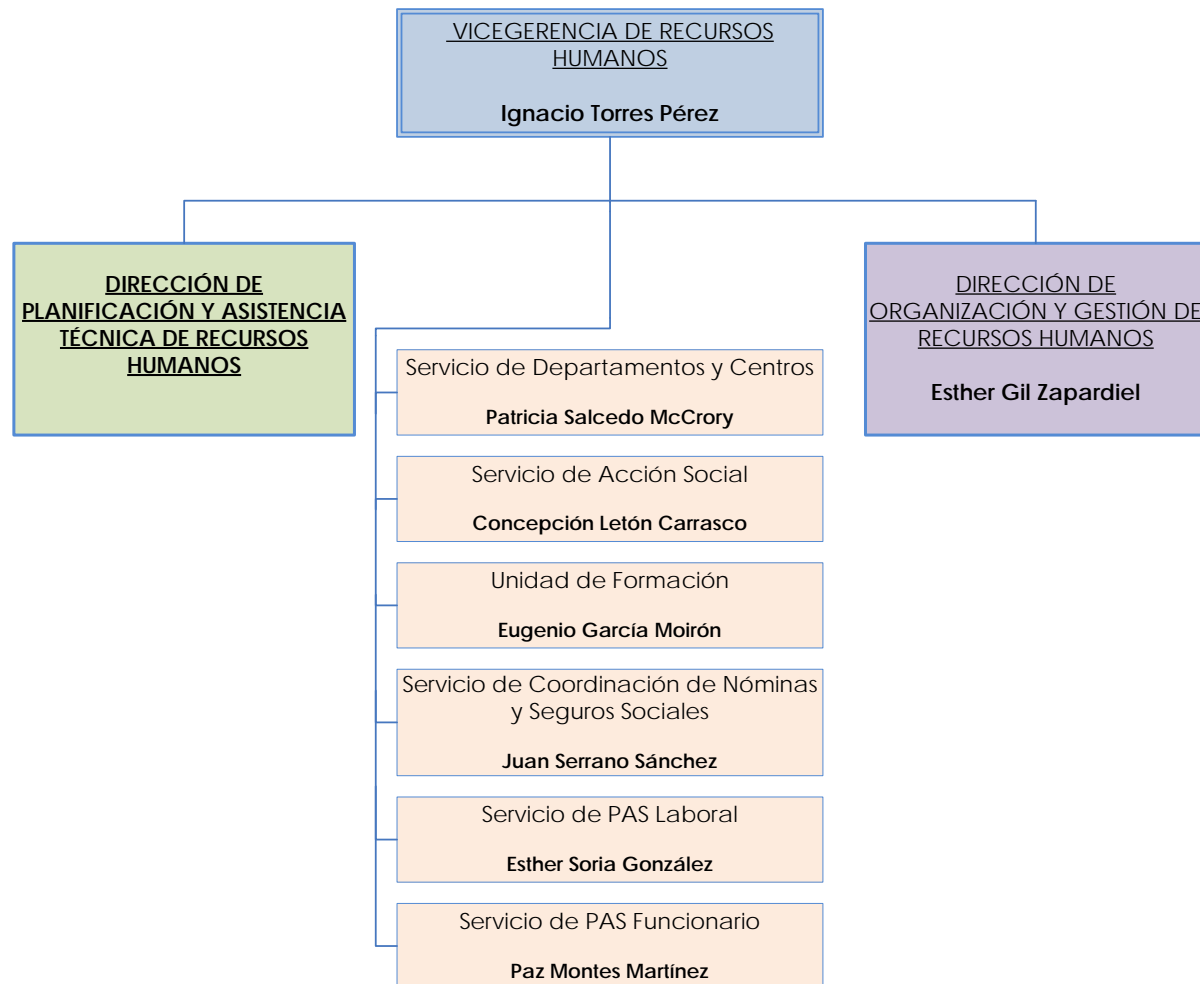 VICEGERENCIA DE RECURSOS
HUMANOS
Ignacio Torres Pérez
DIRECCIÓN DE
PLANIFICACIÓN Y ASISTENCIA
TÉCNICA DE RECURSOS
HUMANOS
DIRECCIÓN DE
ORGANIZACIÓN Y GESTIÓN DE
RECURSOS HUMANOS
Esther Gil Zapardiel
Servicio de Departamentos y Centros
Patricia Salcedo McCrory
Servicio de Acción Social
Concepción Letón Carrasco
Unidad de Formación
Eugenio García Moirón
Servicio de Coordinación de Nóminas
y Seguros Sociales
Juan Serrano Sánchez
Servicio de PAS Laboral
Esther Soria González
Servicio de PAS Funcionario
Paz Montes Martínez